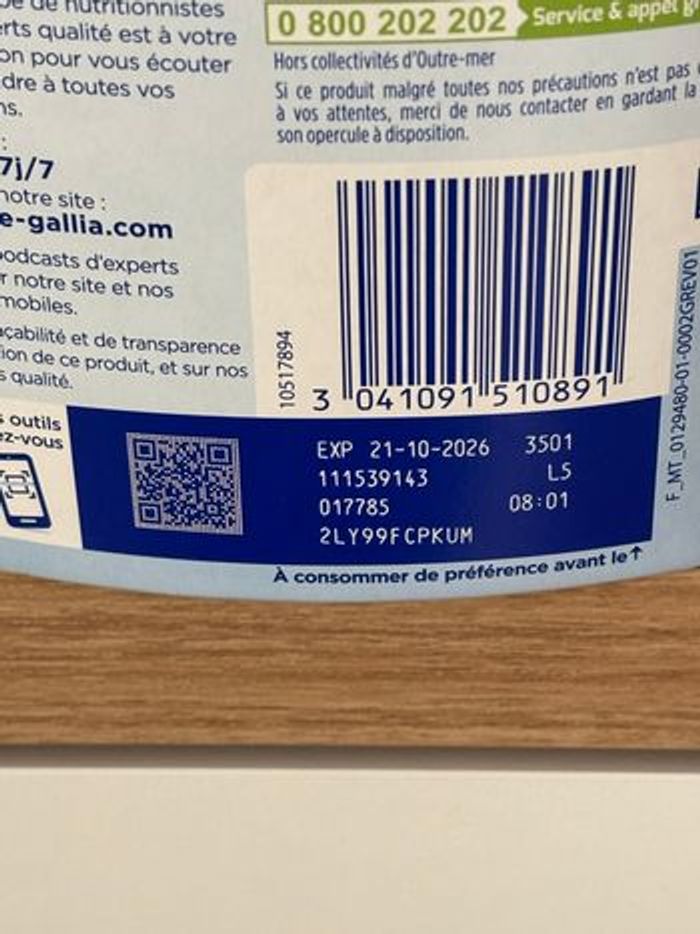 de nutritionnistes
rts qualité est à votre
on pour vous écouter
dre à toutes vos
ns.
:
7j/7
notre site :
e-gallia.com
podcasts d'experts
r notre site et nos
mobiles.
açabilité et de transparence
ion de ce produit, et sur nos
s qualité.
s outils
ez-vous
0 800 202 202 Service & appel
Hors collectivités d'Outre-mer
Si ce produit malgré toutes nos précautions n'est pas
à vos attentes, merci de nous contacter en gardant la
son opercule à disposition.
10517894
3 041091 510891
EXP 21-10-2026 3501
111539143 L5
017785 08:01
2LY99FCPKUM
À consommer de préférence avant le↑
F_MT_0129480-01-0002GREV01